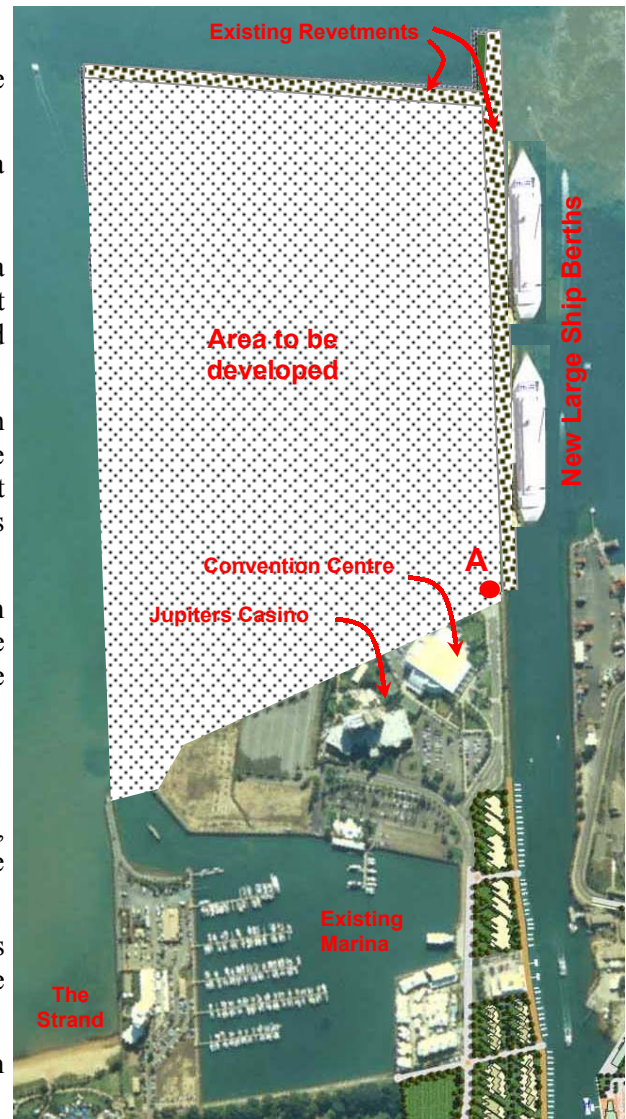 Existing Revetments
New Large Ship Berths
Area to be
developed
Convention Centre
A
Jupiters Casino
Existing
Marina
The
Strand